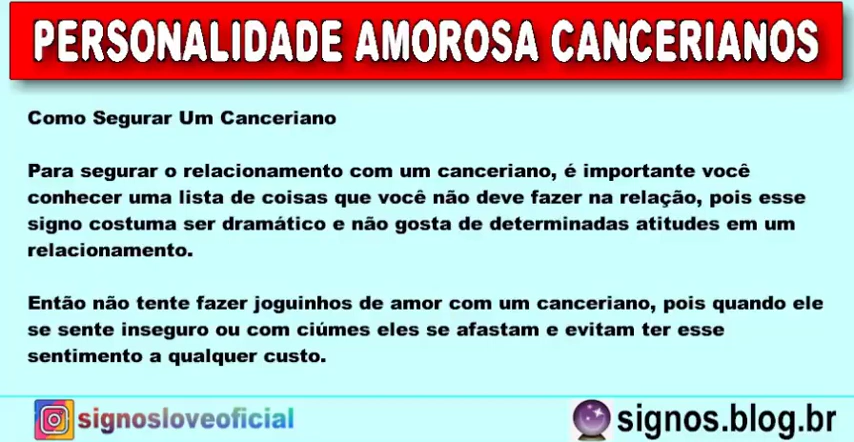 PERSONALIDADE AMOROSA CANCERIANOS
Como Segurar Um Canceriano
Para segurar o relacionamento com um canceriano, é importante você
conhecer uma lista de coisas que você não deve fazer na relação, pois esse
signo costuma ser dramático e não gosta de determinadas atitudes em um
relacionamento.
Então não tente fazer joguinhos de amor com um canceriano, pois quando ele
se sente inseguro ou com ciúmes eles se afastam e evitam ter esse
sentimento a qualquer custo.
signosloveoficial
signos.blog.br